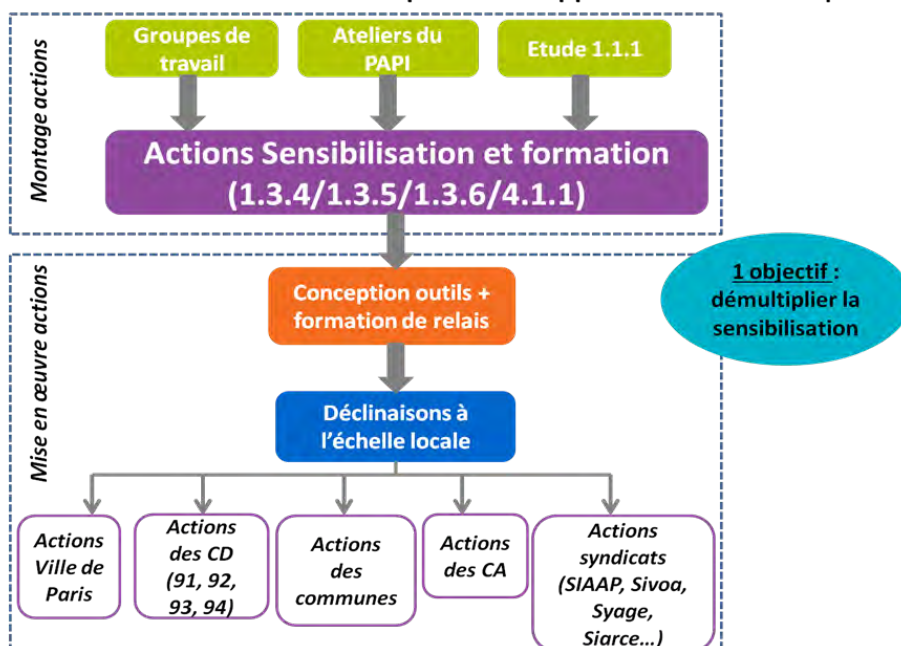 Groupes de
travail
Ateliers du
PAPI
Etude 1.1.1
Montage actions
Actions Sensibilisation et formation
(1.3.4/1.3.5/1.3.6/4.1.1)
Mise en œuvre actions
Conception outils +
formation de relais
1 objectif :
démultiplier la
sensibilisation
Déclinaisons à
l'échelle locale
Actions
Ville de
Paris
Actions
des CD
(91, 92,
93, 94)
Actions
des
communes
Actions
des CA
Actions
syndicats
(SIAAP, Sivoa,
Syage,
Siarce...)